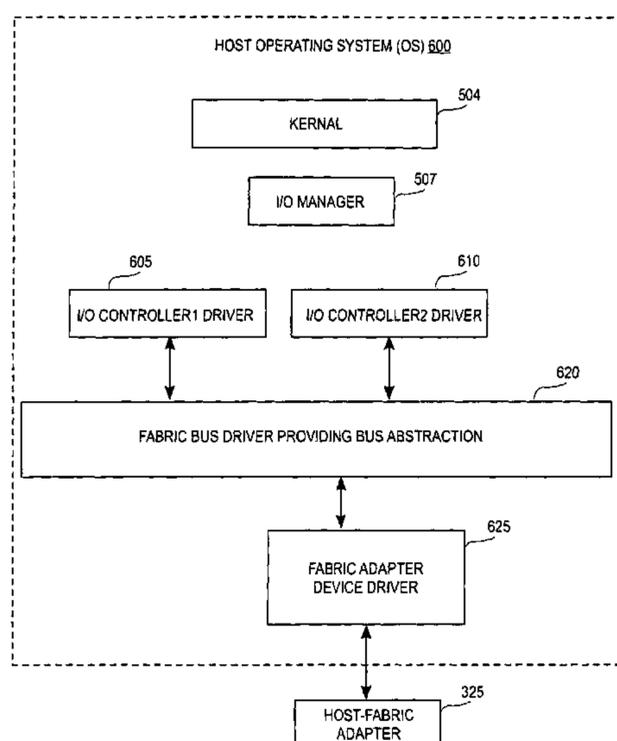 HOST OPERATING SYSTEM (OS) 600
504
KERNAL
507
I/O MANAGER
605
610
I/O CONTROLLER1 DRIVER
I/O CONTROLLER2 DRIVER
620
FABRIC BUS DRIVER PROVIDING BUS ABSTRACTION
625
FABRIC ADAPTER
DEVICE DRIVER
325
HOST-FABRIC
ADAPTER